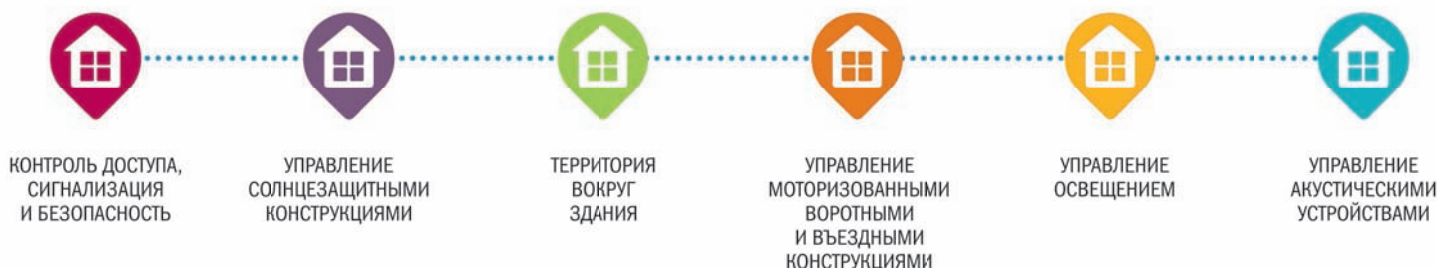 КОНТРОЛЬ ДОСТУПА,
СИГНАЛИЗАЦИЯ
И БЕЗОПАСНОСТЬ
УПРАВЛЕНИЕ
СОЛНЦЕЗАЩИТНЫМИ
КОНСТРУКЦИЯМИ
ТЕРРИТОРИЯ
ВОКРУГ
ЗДАНИЯ
УПРАВЛЕНИЕ
МОТОРИЗОВАННЫМИ
ВОРОТНЫМИ
И ВЪЕЗДНЫМИ
КОНСТРУКЦИЯМИ
УПРАВЛЕНИЕ
ОСВЕЩЕНИЕМ
УПРАВЛЕНИЕ
АКУСТИЧЕСКИМИ
УСТРОЙСТВАМИ